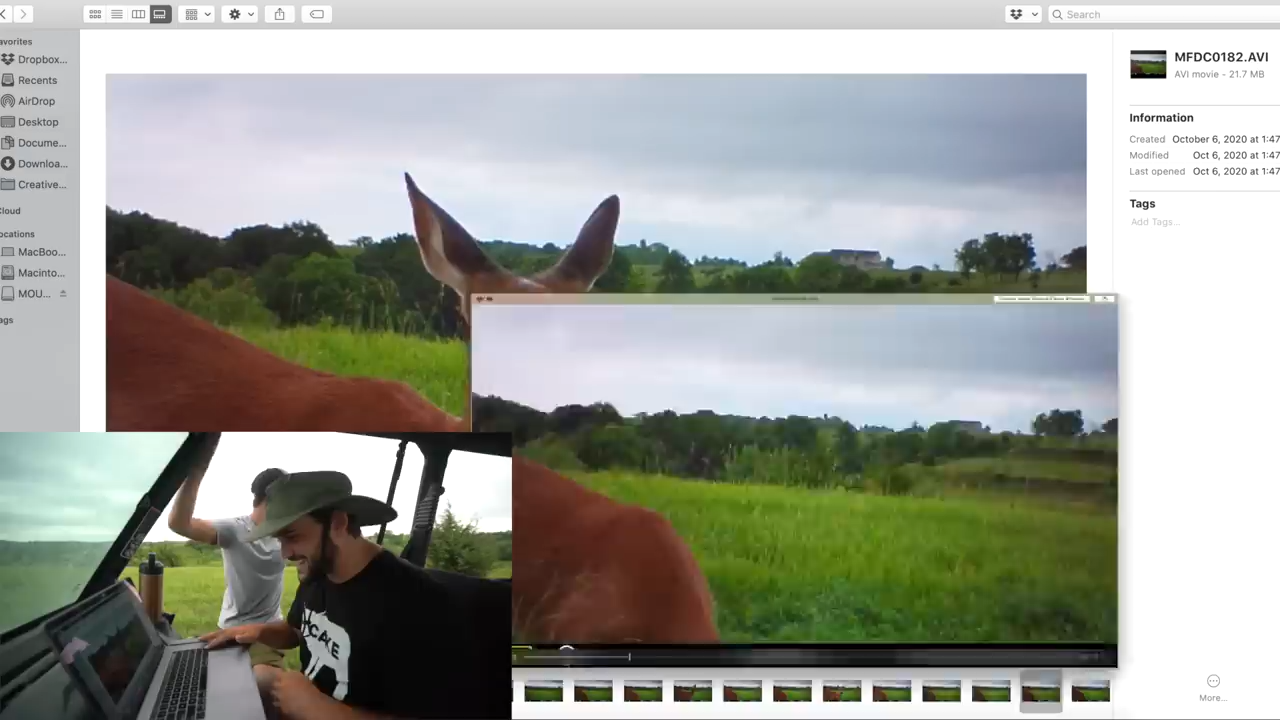 Search
avorites
Dropbox...
Recents
AirDrop
Desktop
Docume...
Downloa...
Creative...
Cloud
ocations
MacBoo...
Macinto...
MOU...
ags
MFDC0182.AVI
AVI movie - 21.7 MB
Information
Created October 6, 2020 at 1:47
Modified Oct 6, 2020 at 1:47
Last opened Oct 6, 2020 at 1:47
Tags
Add Tags...
More...